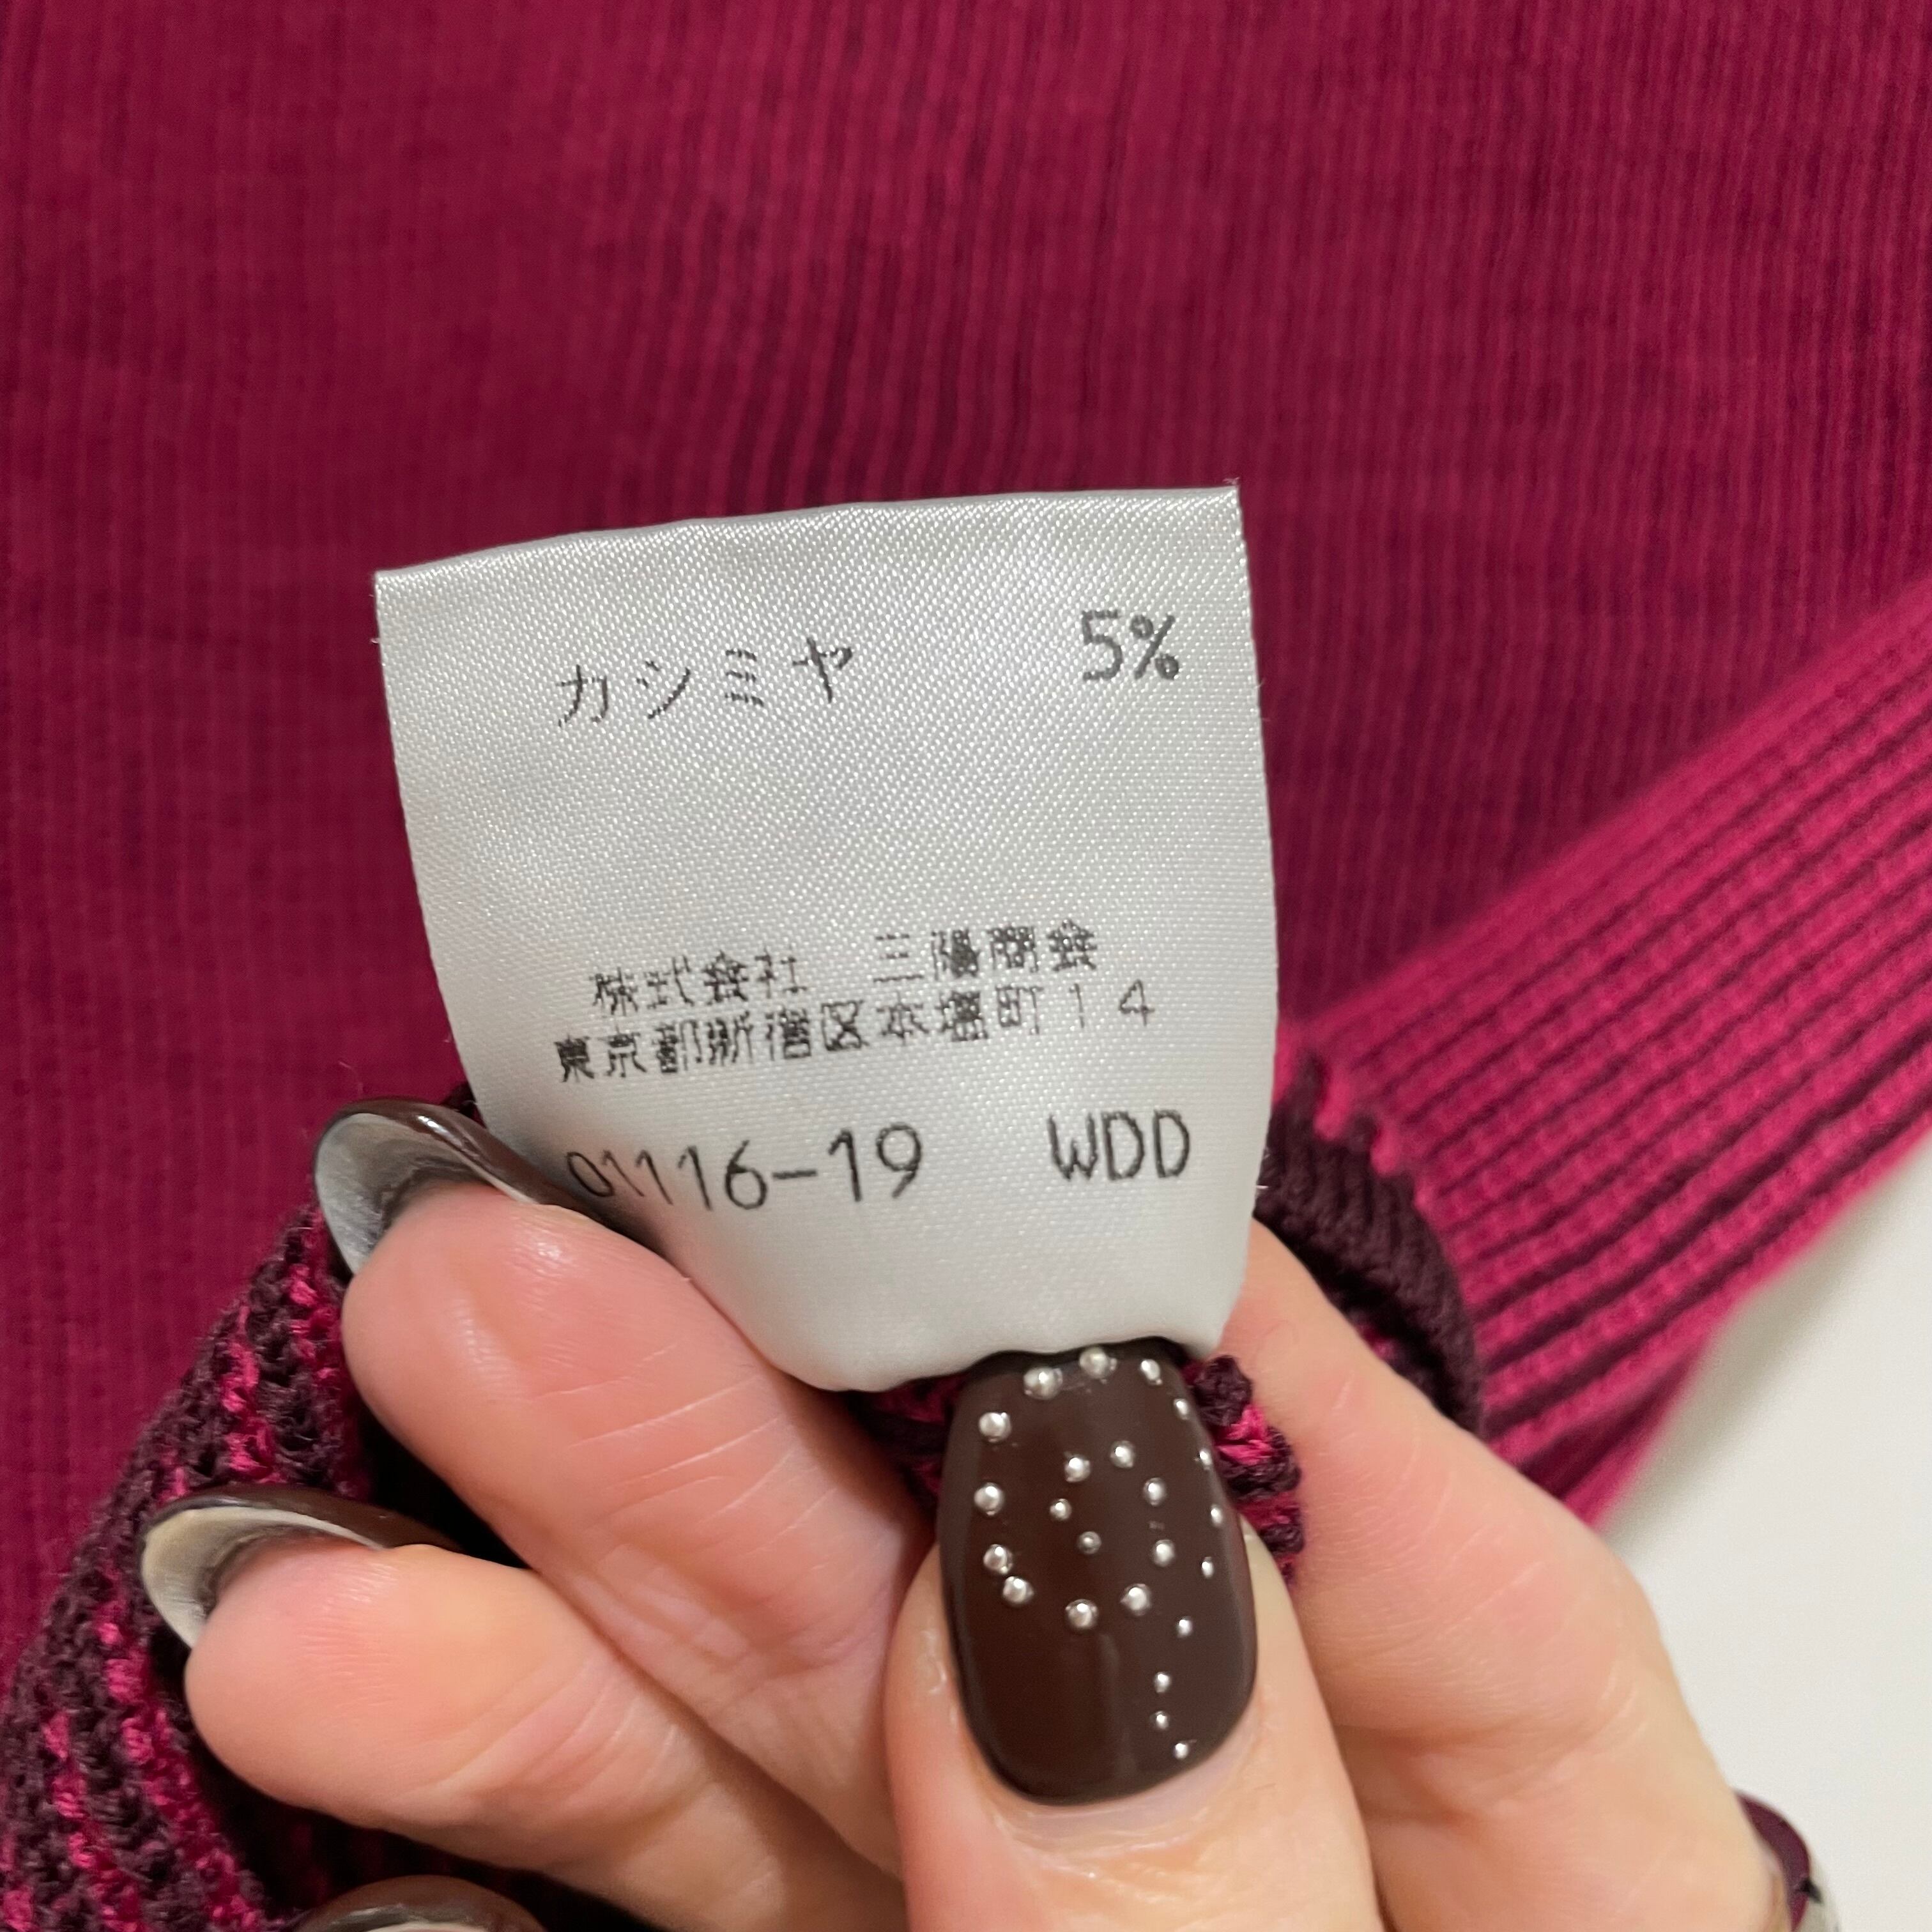 カシミヤ 5%
株式会社 三陽商会
東京都新宿区本塩町14
01116-19 WDD